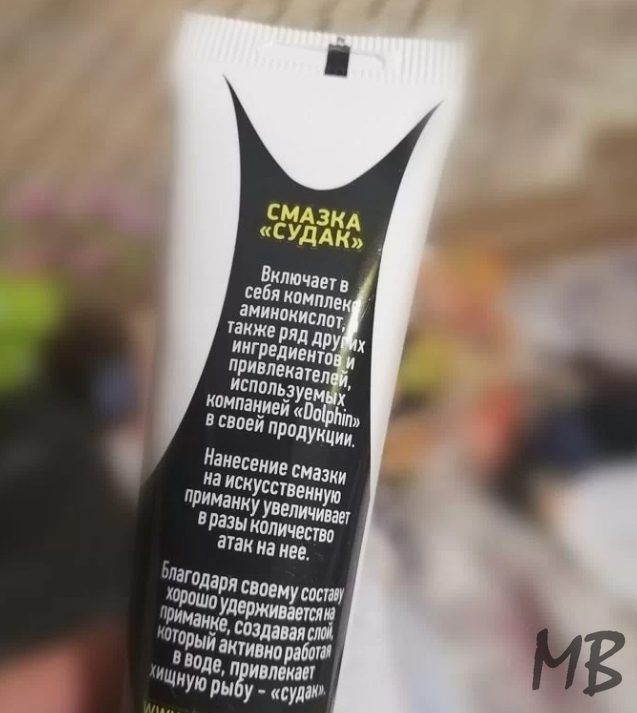 СМАЗКА
«СУДАК»
Включает в
себя комплекс
аминокислот, а
также ряд других
ингредиентов и
привлекателей,
используемых
компанией «Dolphin»
в своей продукции.
Нанесение смазки
на искусственную
приманку увеличивает
в разы количество
атак на нее.
Благодаря своему составу
хорошо удерживается на
приманке, создавая слой,
который активно работая
в воде, привлекает
хищную рыбу – «судак».
MB